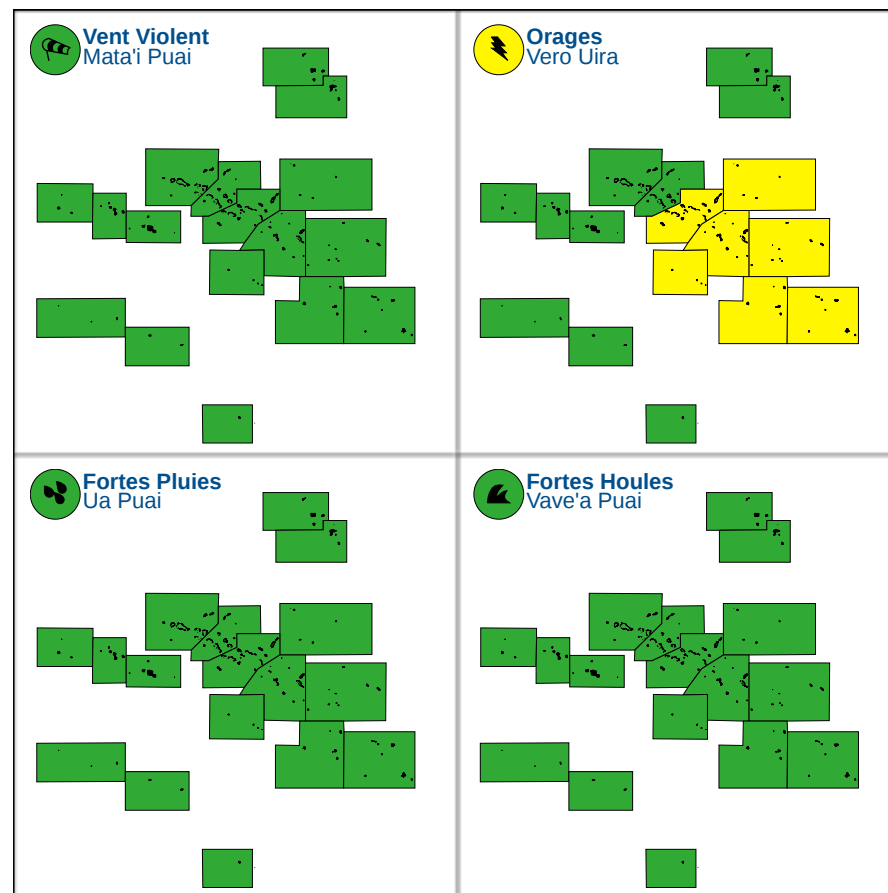 Vent Violent
Mata'i Puai
Orages
Vero Uira
Fortes Pluies
Ua Puai
Fortes Houles
Vave'a Puai